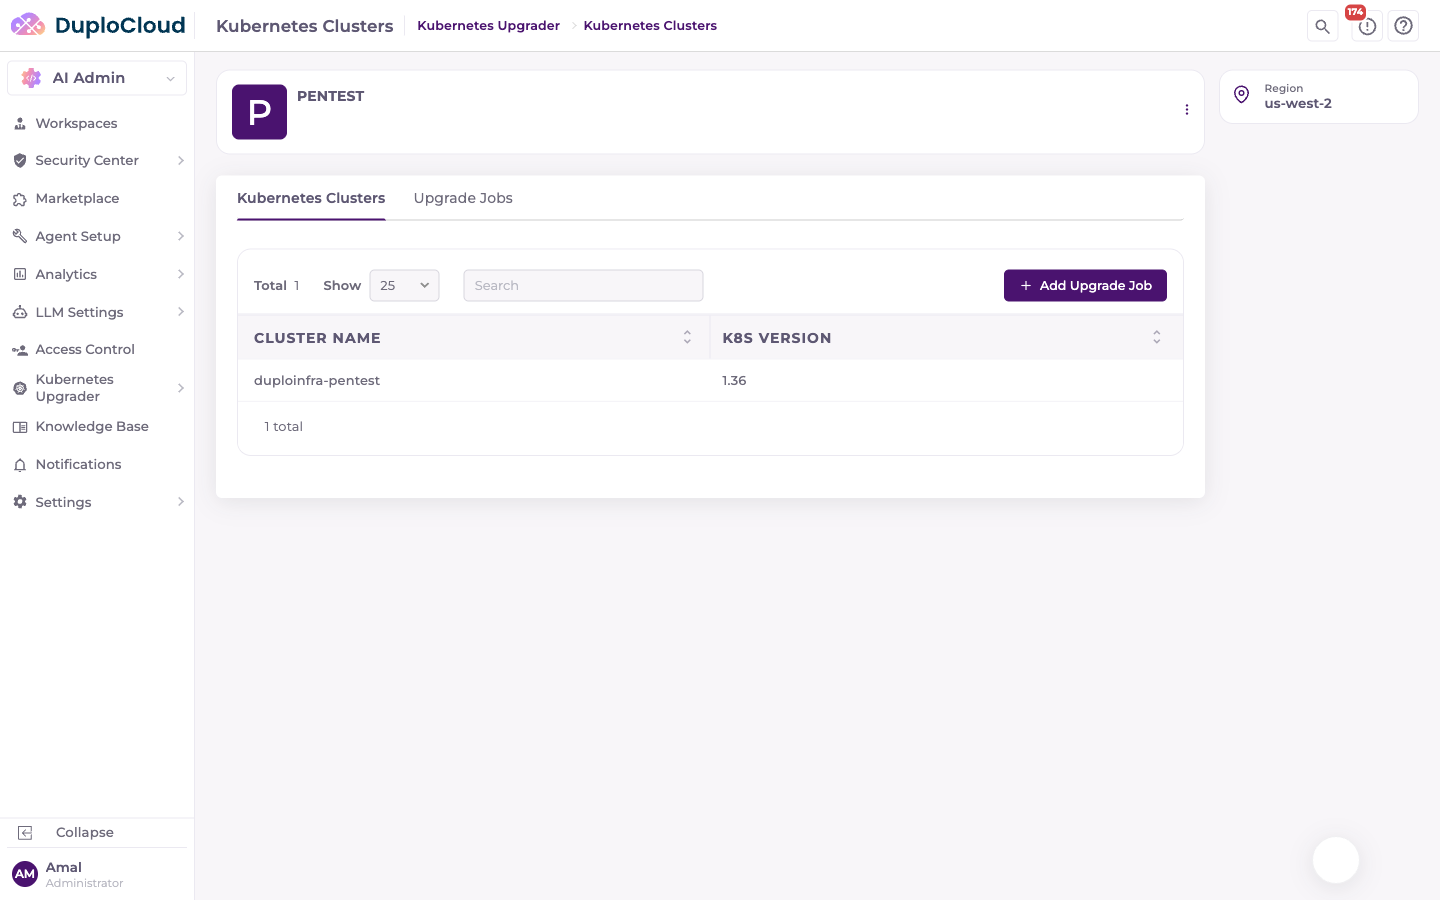 DuploCloud
Kubernetes Clusters
Kubernetes Upgrader
Kubernetes Clusters
174
AI Admin
Workspaces
Security Center
Marketplace
Agent Setup
Analytics
LLM Settings
Access Control
Kubernetes
Upgrader
Knowledge Base
Notifications
Settings
Collapse
AM
Amal
Administrator
P
PENTEST
Region
us-west-2
Kubernetes Clusters
Upgrade Jobs
Total 1
Show
25
Search
+ Add Upgrade Job
CLUSTER NAME
K8S VERSION
duploinfra-pentest
1.36
1 total